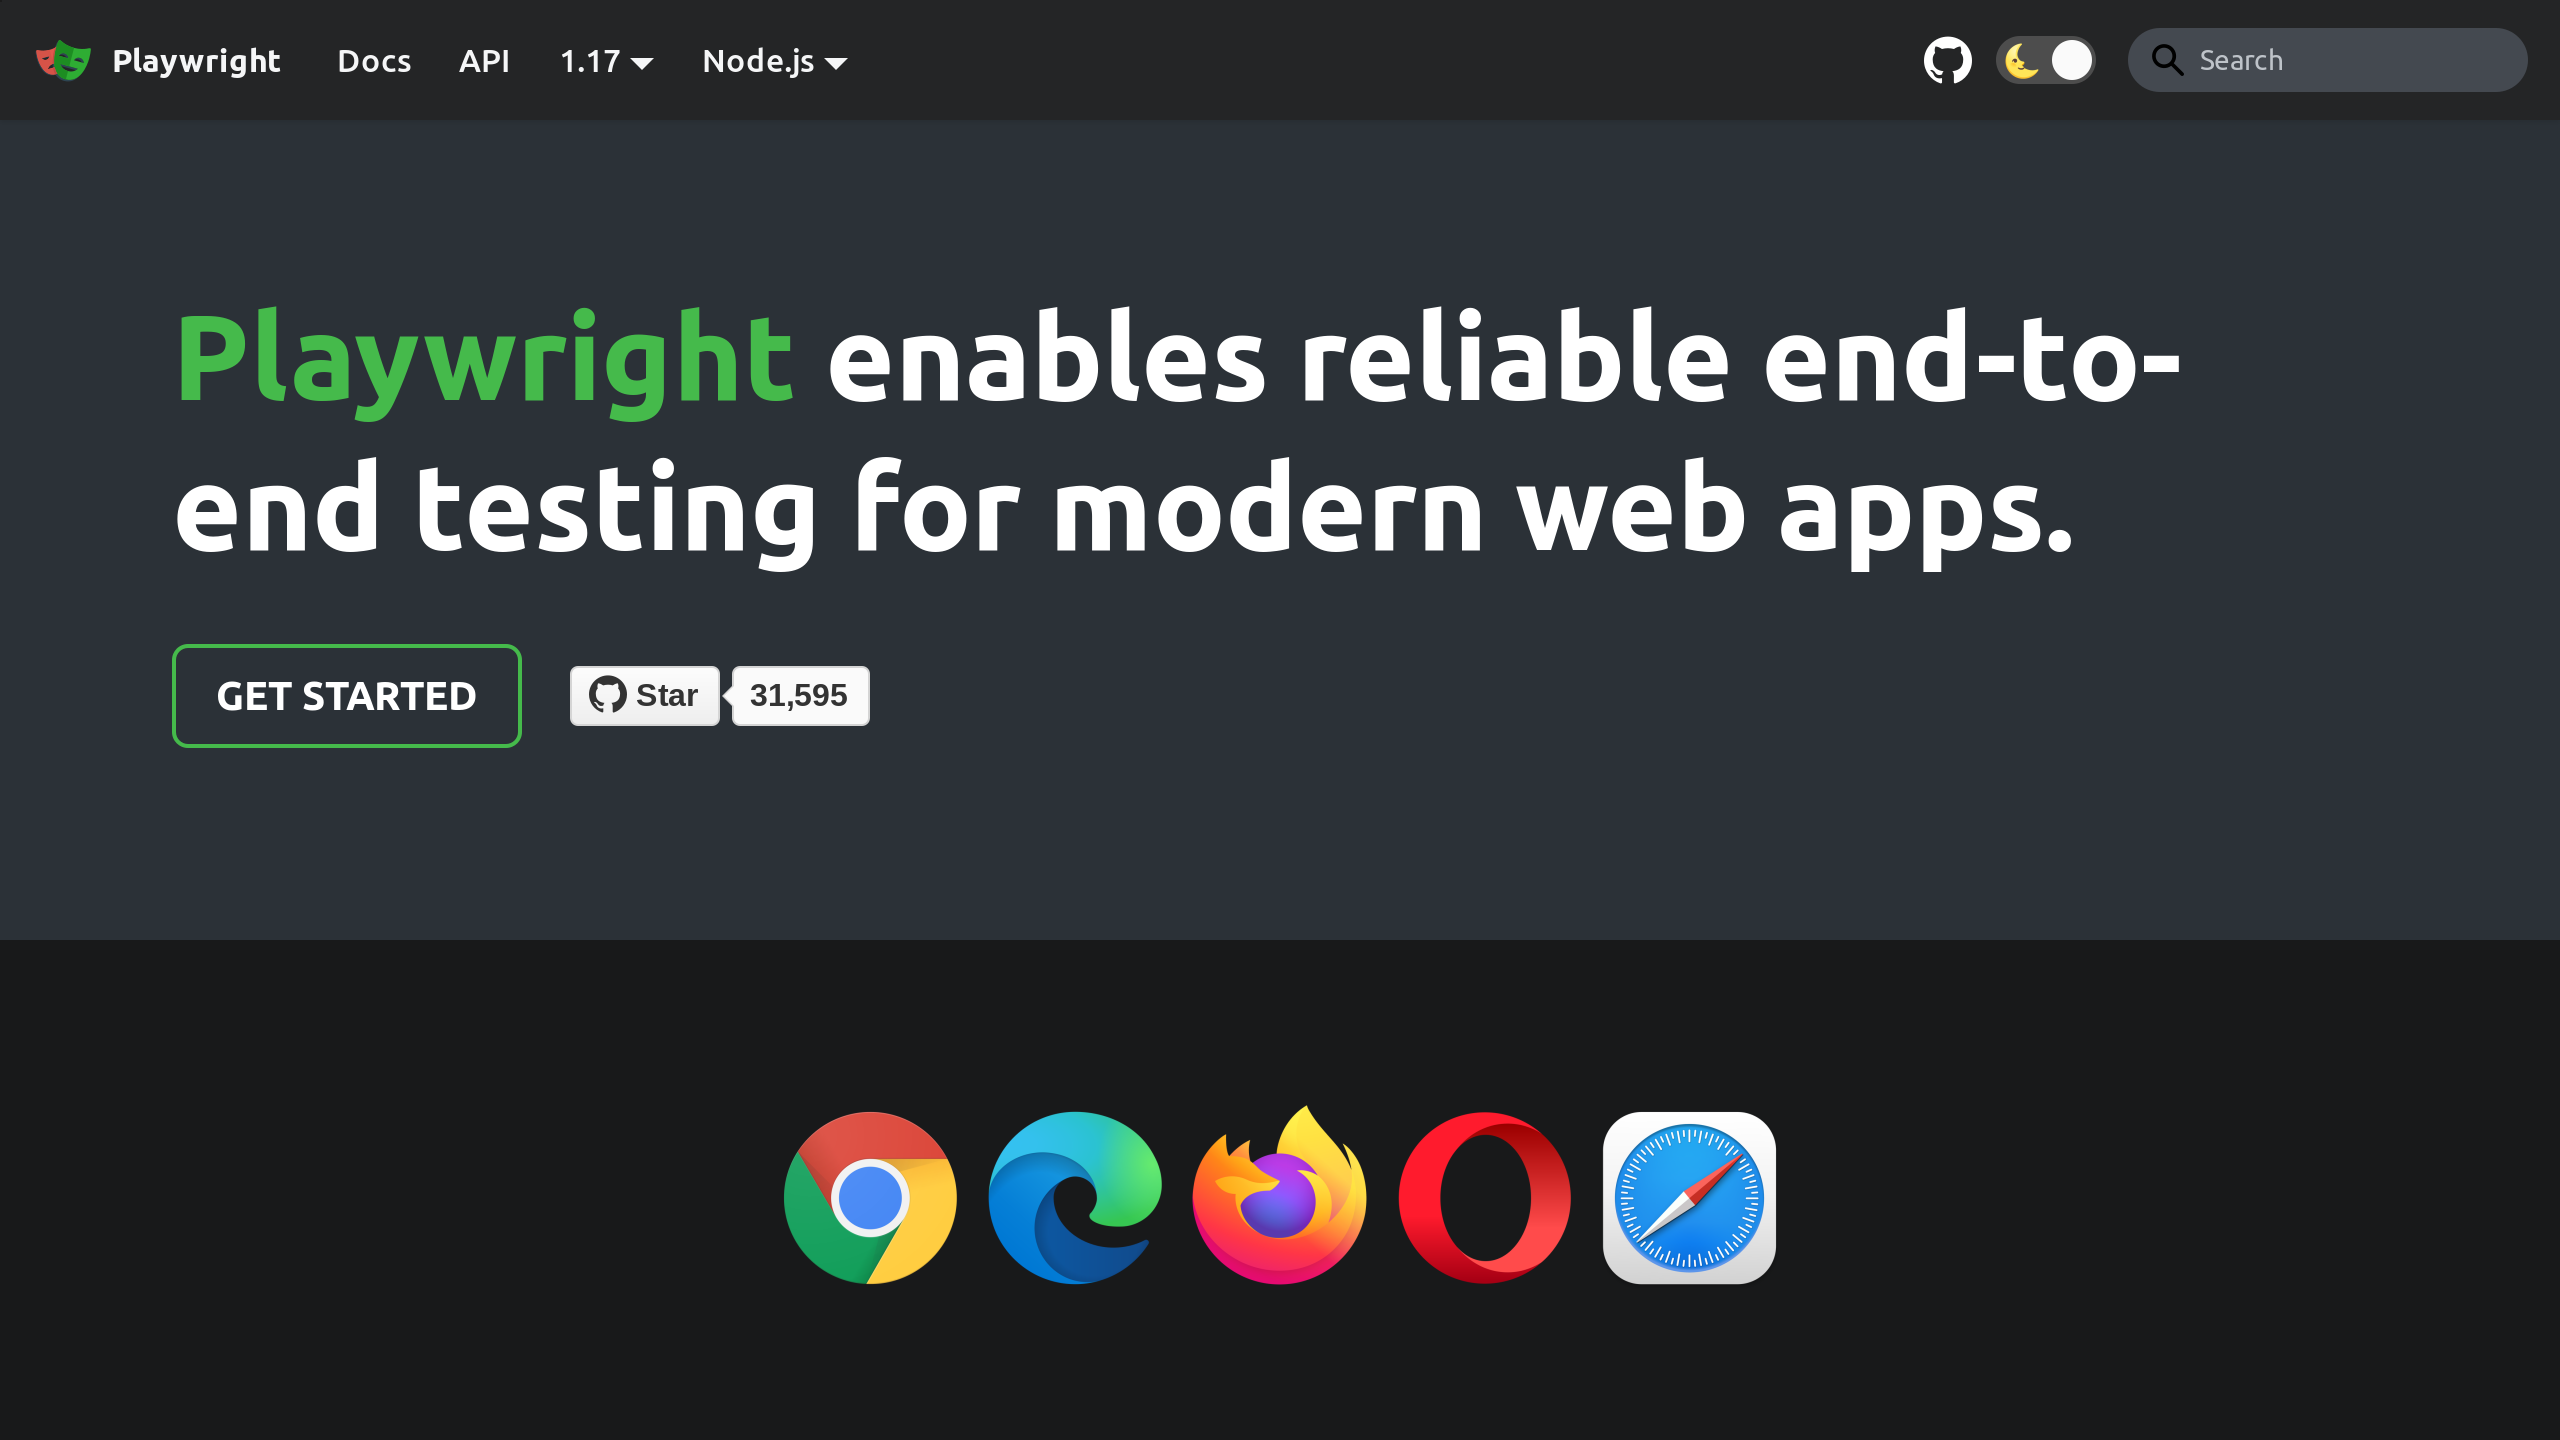 Playwright Docs API 1.17 Node.js Search
Playwright enables reliable end-to-
end testing for modern web apps.
GET STARTED Star 31,595